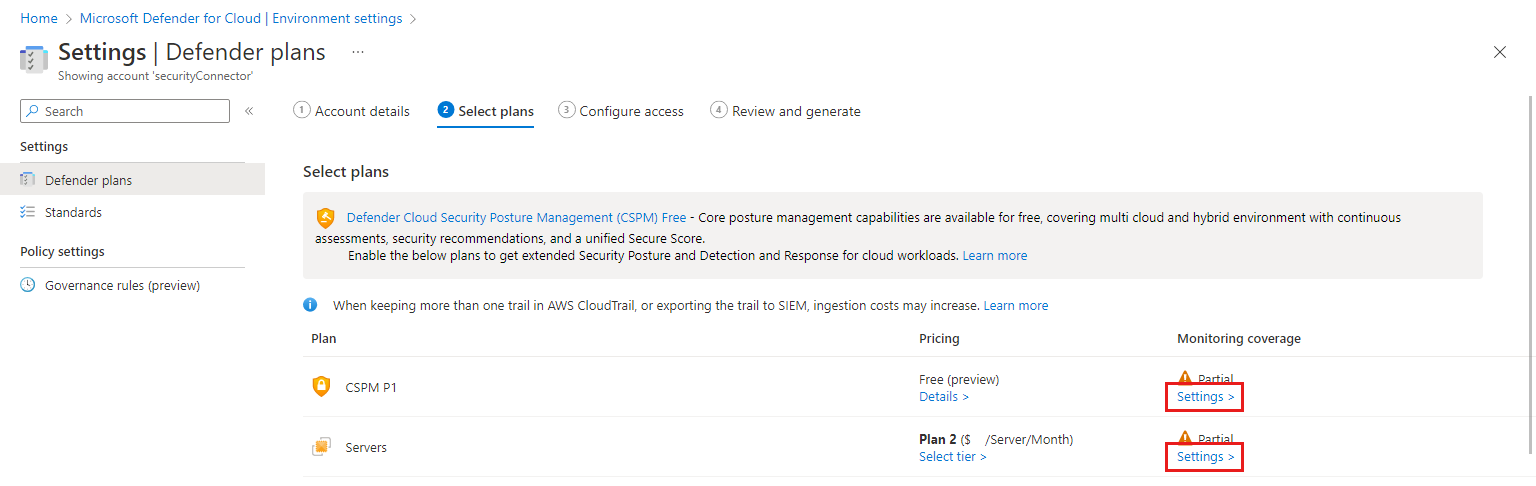 Home > Microsoft Defender for Cloud | Environment settings >
Settings | Defender plans ...
Showing account 'securityConnector'
Search «
1 Account details 2 Select plans 3 Configure access 4 Review and generate
Settings
Defender plans
Standards
Policy settings
Governance rules (preview)
Select plans
Defender Cloud Security Posture Management (CSPM) Free - Core posture management capabilities are available for free, covering multi cloud and hybrid environment with continuous
assessments, security recommendations, and a unified Secure Score.
Enable the below plans to get extended Security Posture and Detection and Response for cloud workloads. Learn more
When keeping more than one trail in AWS CloudTrail, or exporting the trail to SIEM, ingestion costs may increase. Learn more
Plan Pricing Monitoring coverage
CSPM P1 Free (preview) Partial
Details > Settings >
Servers Plan 2 ($ /Server/Month) Partial
Select tier > Settings >